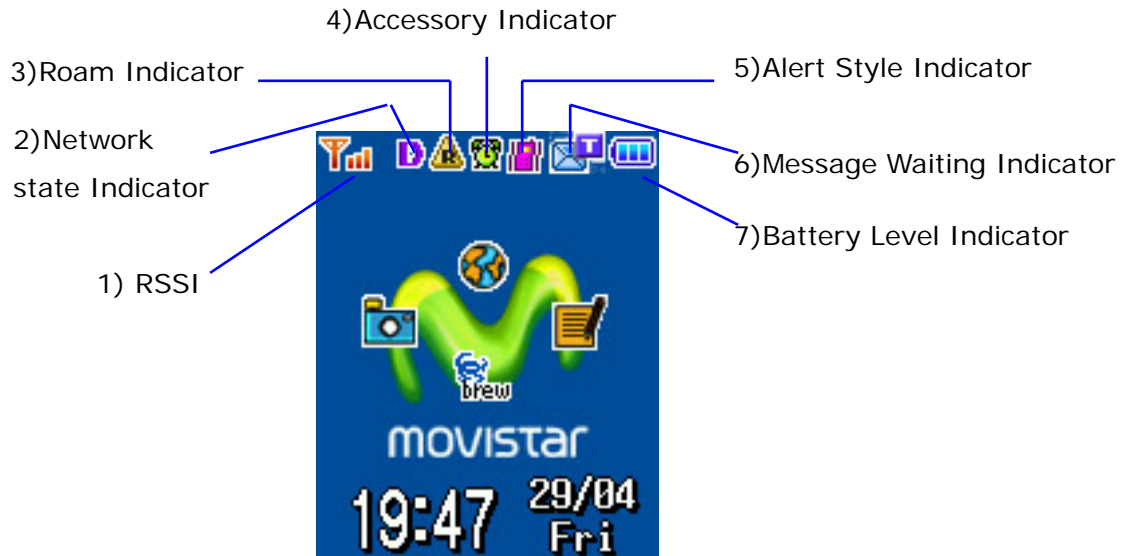 4)Accessory Indicator
3)Roam Indicator
5)Alert Style Indicator
2)Network
state Indicator
6)Message Waiting Indicator
7)Battery Level Indicator
1) RSSI
D
R
T
brew
movistar
19:47
29/04
Fri